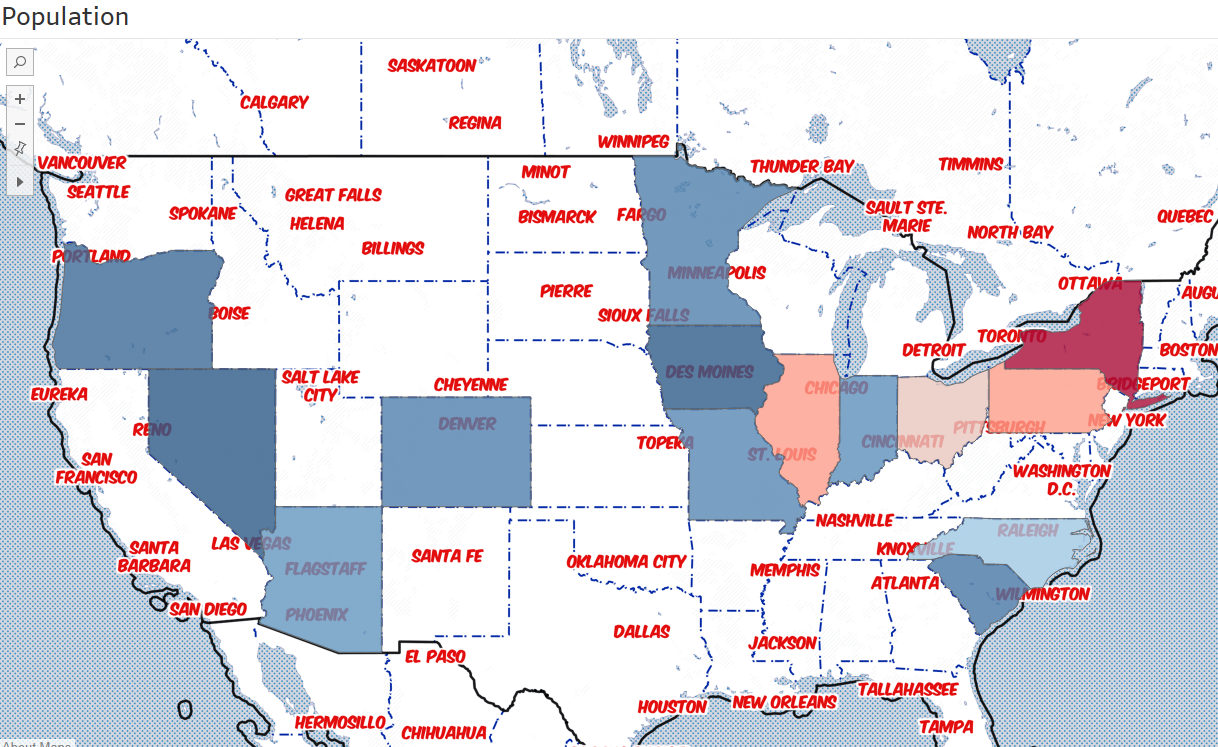 Population
SASKATOON
CALGARY
REGINA
WINNIPEG
VANCOUVER
THUNDER BAY
TIMMINS
MINOT
SEATTLE
GREAT FALLS
SPOKANE
HELENA
BISMARCK
FARGO
SAULT STE.
MARIE
QUEBEC
NORTH BAY
BILLINGS
PORTLAND
MINNEAPOLIS
OTTAWA
PIERRE
AUGU
BOISE
SIOUX FALLS
TORONTO
DETROIT
BOSTON
DES MOINES
SALT LAKE
CITY
CHEYENNE
CHICAGO
BRIDGEPORT
EUREKA
DENVER
NEW YORK
RENO
PITTSBURGH
TOPEKA
CINCINNATI
ST. LOUIS
SAN
FRANCISCO
WASHINGTON
D.C.
NASHVILLE
RALEIGH
LAS VEGAS
KNOXVILLE
SANTA
BARBARA
SANTA FE
OKLAHOMA CITY
FLAGSTAFF
MEMPHIS
ATLANTA
WILMINGTON
SAN DIEGO
PHOENIX
DALLAS
JACKSON
EL PASO
TALLAHASSEE
HOUSTON
NEW ORLEANS
HERMOSILLO
CHIHUAHUA
TAMPA
About Maps